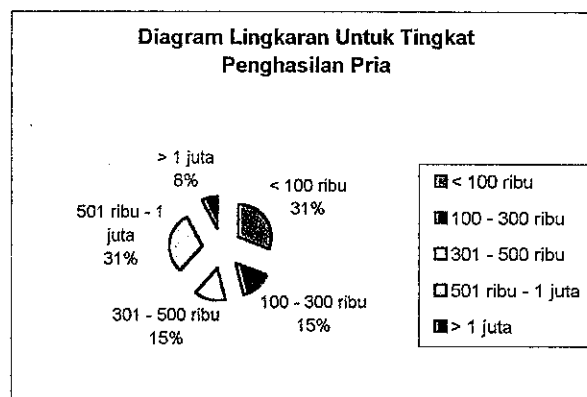 Diagram Lingkaran Untuk Tingkat
Penghasilan Pria
> 1 juta
8%
< 100 ribu
31%
501 ribu - 1
juta
31%
301 - 500 ribu
15%
100 - 300 ribu
15%
< 100 ribu
100 - 300 ribu
301 - 500 ribu
501 ribu - 1 juta
> 1 juta